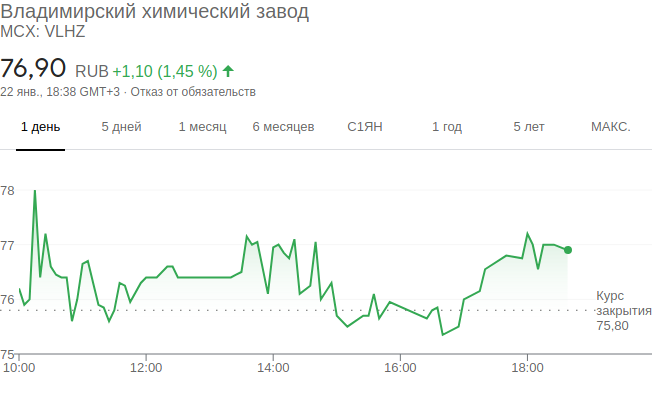 Владимирский химический завод
MCX: VLHZ
76,90 RUB +1,10 (1,45 %)
22 янв., 18:38 GMT+3 · Отказ от обязательств
1 день 5 дней 1 месяц 6 месяцев С1ЯН 1 год 5 лет МАКС.
78
77
76
Курс
закрытия
75,80
75
10:00 12:00 14:00 16:00 18:00